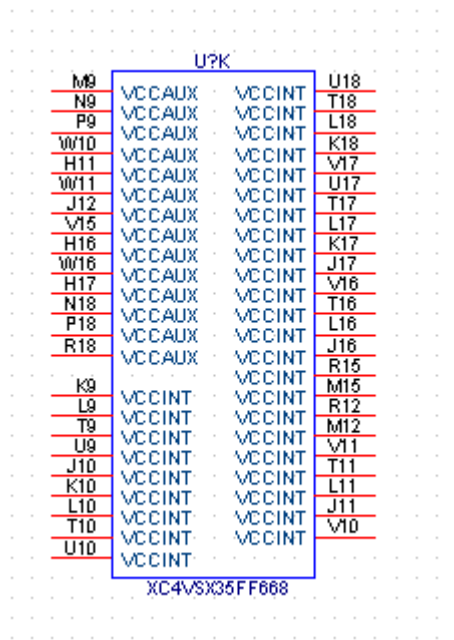 U?K
M9 VCCAUX VCCINT U18
N9 VCCAUX VCCINT T18
P9 VCCAUX VCCINT L18
W10 VCCAUX VCCINT K18
H11 VCCAUX VCCINT V17
W11 VCCAUX VCCINT U17
J12 VCCAUX VCCINT T17
V15 VCCAUX VCCINT L17
H16 VCCAUX VCCINT K17
W16 VCCAUX VCCINT J17
H17 VCCAUX VCCINT V16
N18 VCCAUX VCCINT T16
P18 VCCAUX VCCINT L16
R18 VCCAUX VCCINT J16
VCCINT R15
K9 VCCINT VCCINT M15
L9 VCCINT VCCINT R12
T9 VCCINT VCCINT M12
U9 VCCINT VCCINT V11
J10 VCCINT VCCINT T11
K10 VCCINT VCCINT L11
L10 VCCINT VCCINT J11
T10 VCCINT VCCINT V10
U10 VCCINT
XC4VSX35FF668